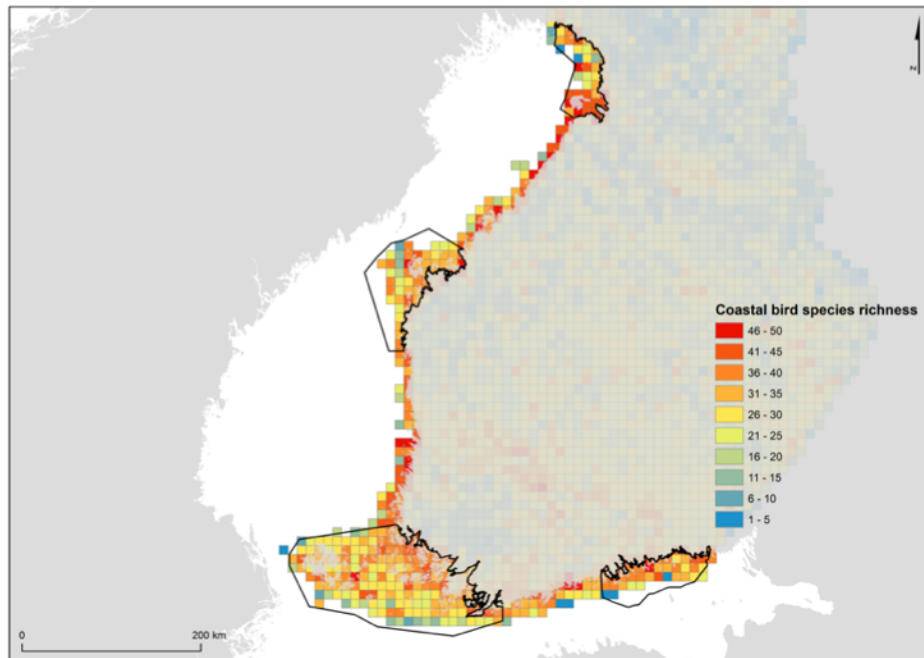 N
Coastal bird species richness
46 - 50
41 - 45
36 - 40
31 - 35
26 - 30
21 - 25
16 - 20
11 - 15
6 - 10
1 - 5
0 200 km